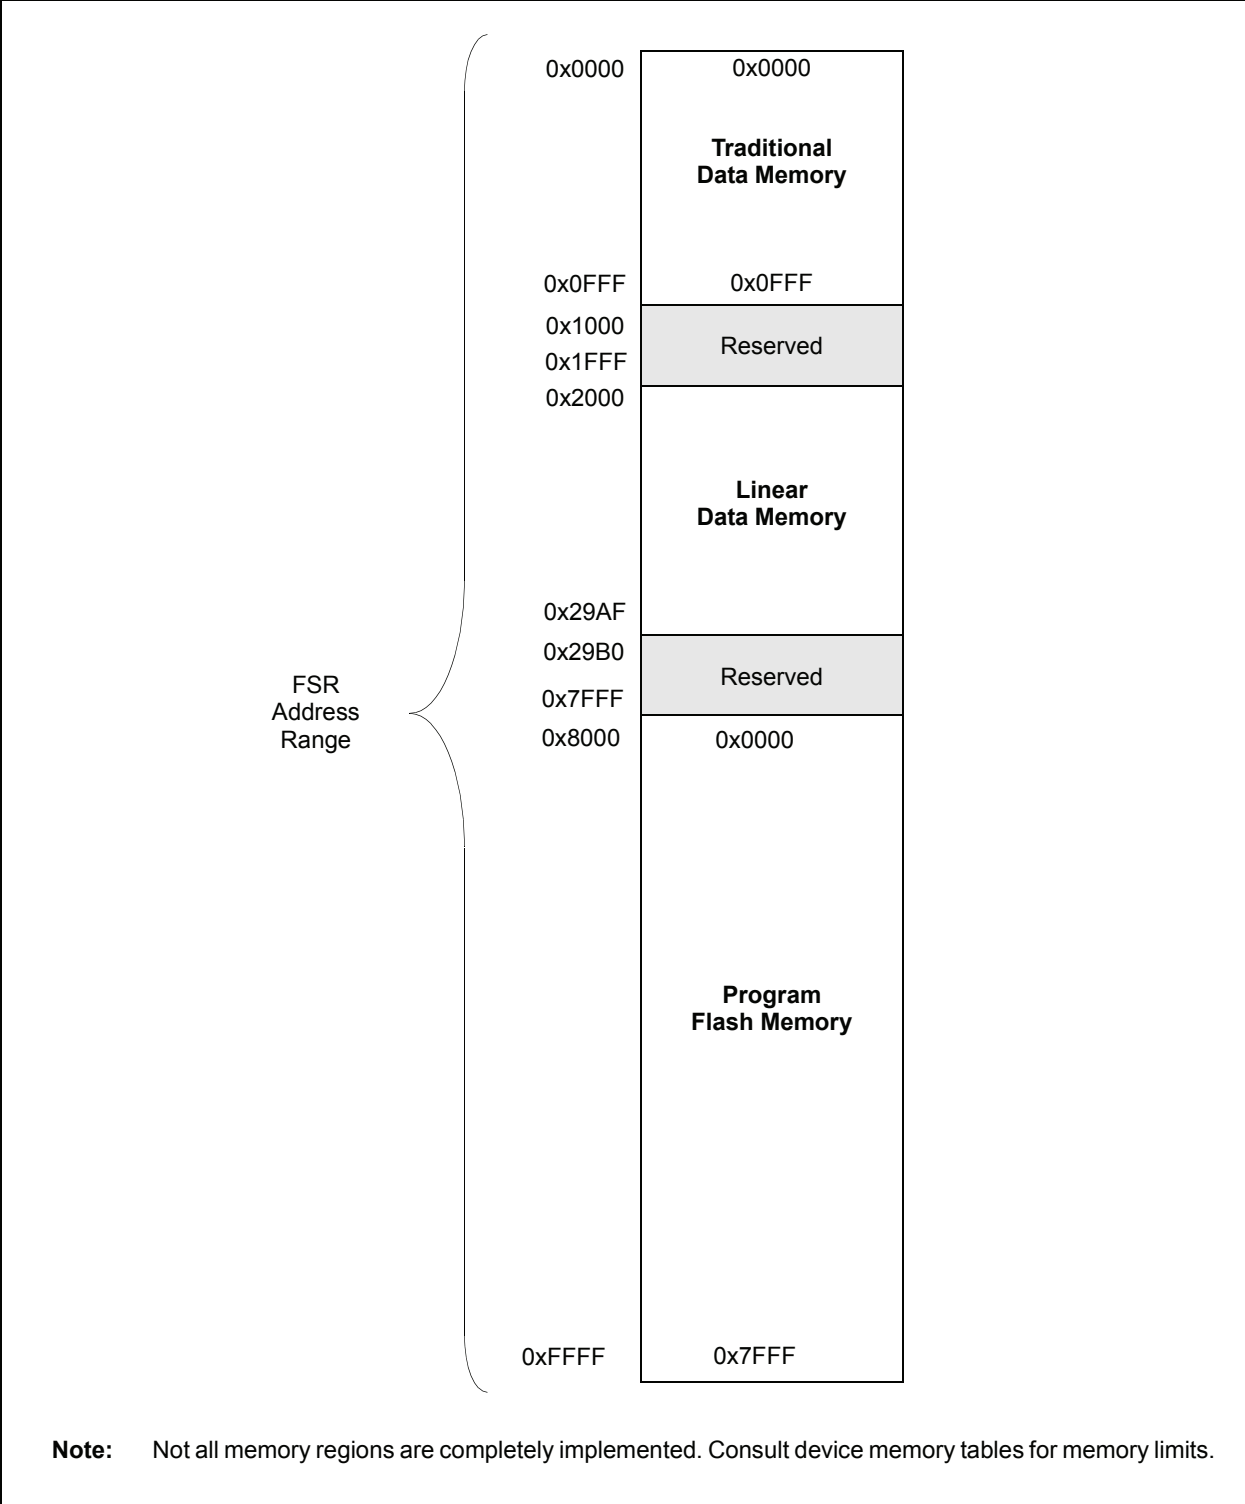 0x0000 0x0000
Traditional
Data Memory
0x0FFF 0x0FFF
0x1000
Reserved
0x1FFF
0x2000
Linear
Data Memory
0x29AF
0x29B0
Reserved
0x7FFF
FSR
Address
Range
0x8000 0x0000
Program
Flash Memory
0xFFFF 0x7FFF
Note: Not all memory regions are completely implemented. Consult device memory tables for memory limits.